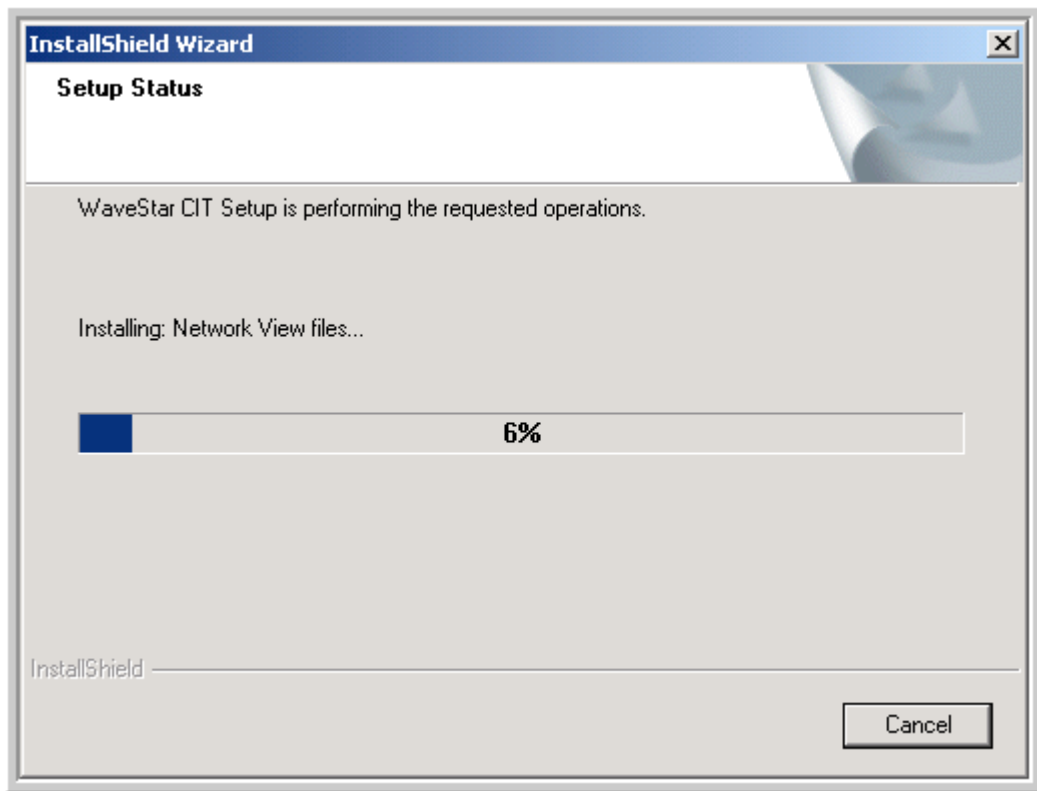 InstallShield Wizard
Setup Status
WaveStar CIT Setup is performing the requested operations.
Installing: Network View files...
6%
InstallShield
Cancel